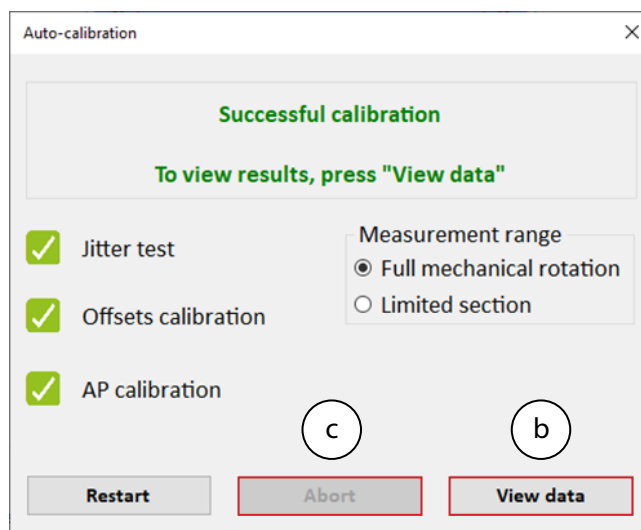 Auto-calibration
Successful calibration
To view results, press "View data"
Jitter test
Offsets calibration
AP calibration
Measurement range
Full mechanical rotation
Limited section
c
b
Restart
Abort
View data